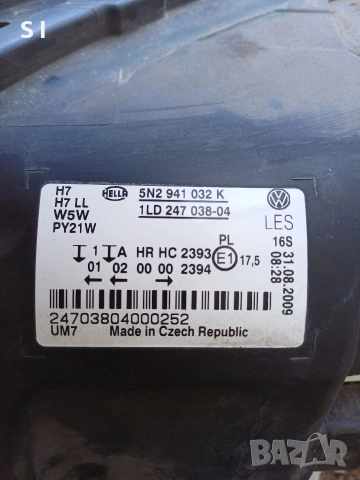 S I
H7
H7 LL
W5W
PY21W
HELLA
5N2 941 032 K
1LD 247 038-04
LES
16S
31.08.2009
08:28
1 A HR HC 2393 PL
01 02 00 00 2394 E1 17,5
24703804000252
UM7 Made in Czech Republic
BAZAR